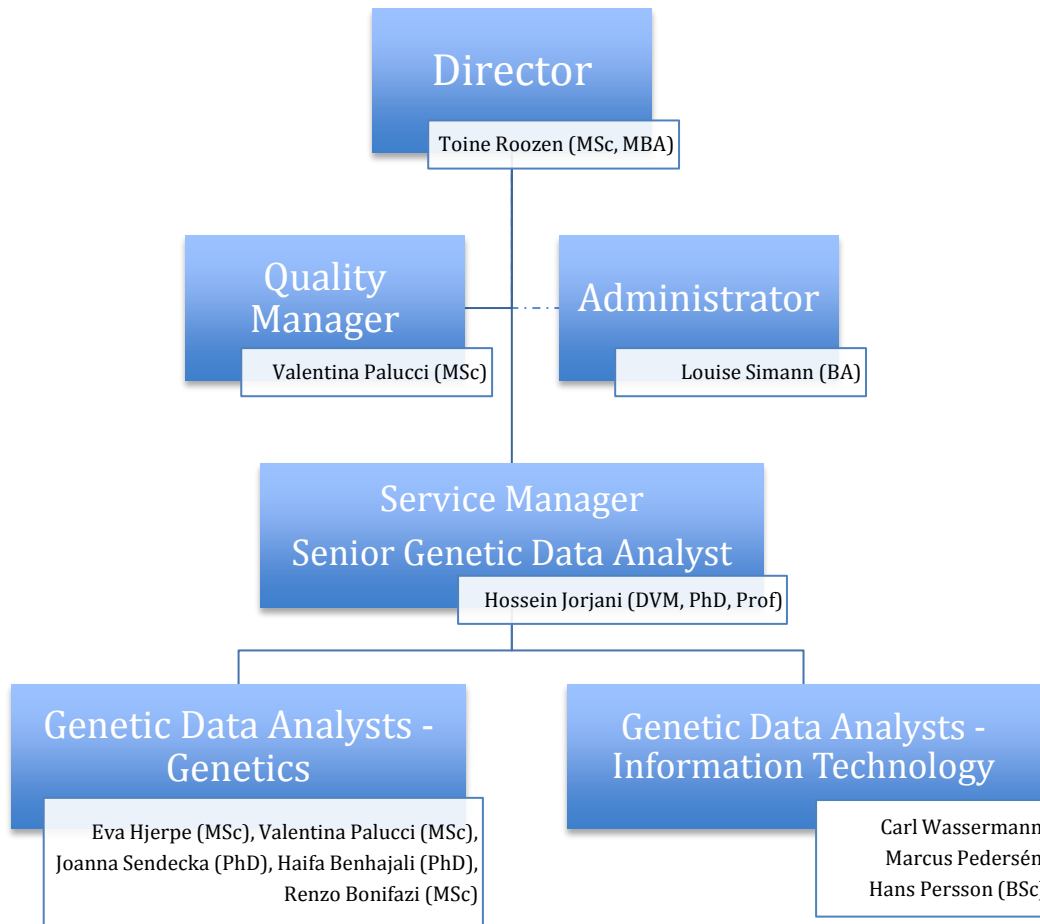 Director
Toine Roozen (MSc, MBA)
Quality
Manager
Valentina Palucci (MSc)
Administrator
Louise Simann (BA)
Service Manager
Senior Genetic Data Analyst
Hossein Jorjani (DVM, PhD, Prof)
Genetic Data Analysts -
Genetics
Eva Hjerpe (MSc), Valentina Palucci (MSc),
Joanna Sendecka (PhD), Haifa Benhajali (PhD),
Renzo Bonifazi (MSc)
Genetic Data Analysts -
Information Technology
Carl Wassermann
Marcus Pedersén
Hans Persson (BSc)